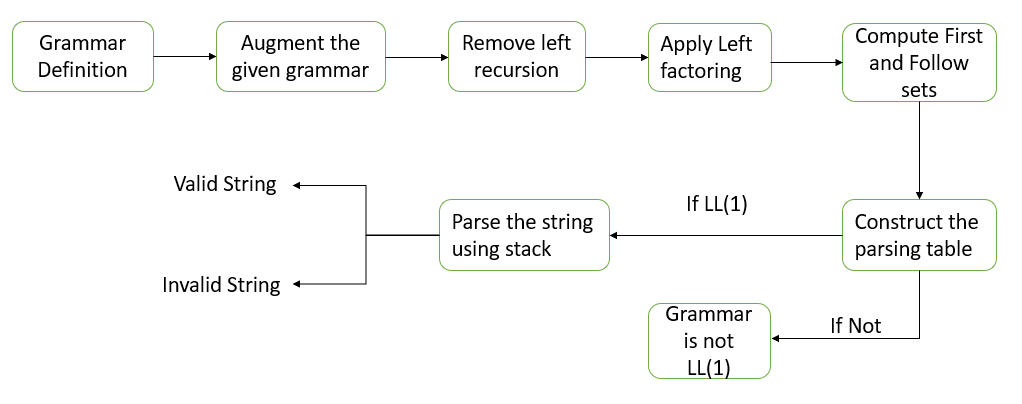 Grammar
Definition
Augment the
given grammar
Remove left
recursion
Apply Left
factoring
Compute First
and Follow
sets
Valid String
Invalid String
Parse the string
using stack
If LL(1)
Construct the
parsing table
Grammar
is not
LL(1)
If Not